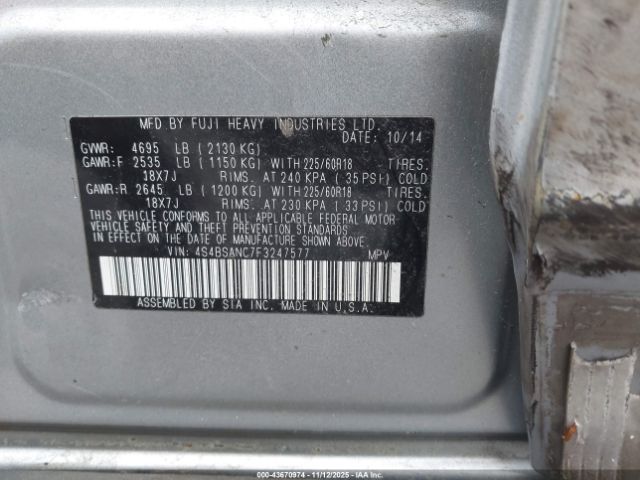 MFD. BY FUJI HEAVY INDUSTRIES LTD.
DATE: 10/14
GVWR: 4695 LB ( 2130 KG)
GAWR:F 2535 LB ( 1150 KG) WITH 225/60R18 TIRES.
18X7J RIMS. AT 240 KPA ( 35 PSI) COLD
GAWR:R 2645 LB ( 1200 KG) WITH 225/60R18 TIRES.
18X7J RIMS. AT 230 KPA ( 33 PSI) COLD
THIS VEHICLE CONFORMS TO ALL APPLICABLE FEDERAL MOTOR
VEHICLE SAFETY AND THEFT PREVENTION STANDARDS
IN EFFECT ON THE DATE OF MANUFACTURE SHOWN ABOVE.
VIN: 4S4BSANC7F3247577 MPV
ASSEMBLED BY SIA INC. MADE IN U.S.A.
000-43670974 - 11/12/2025 - IAAI.com